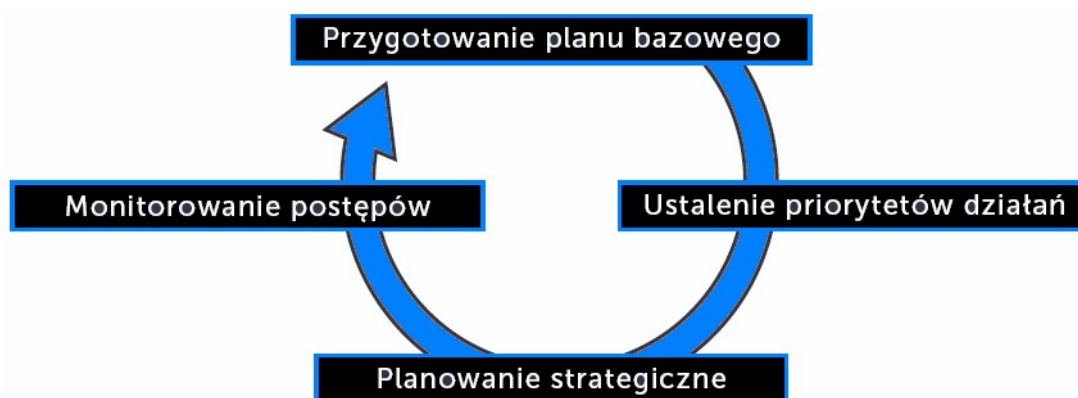 Przygotowanie planu bazowego
Monitorowanie postępów
Ustalenie priorytetów działań
Planowanie strategiczne